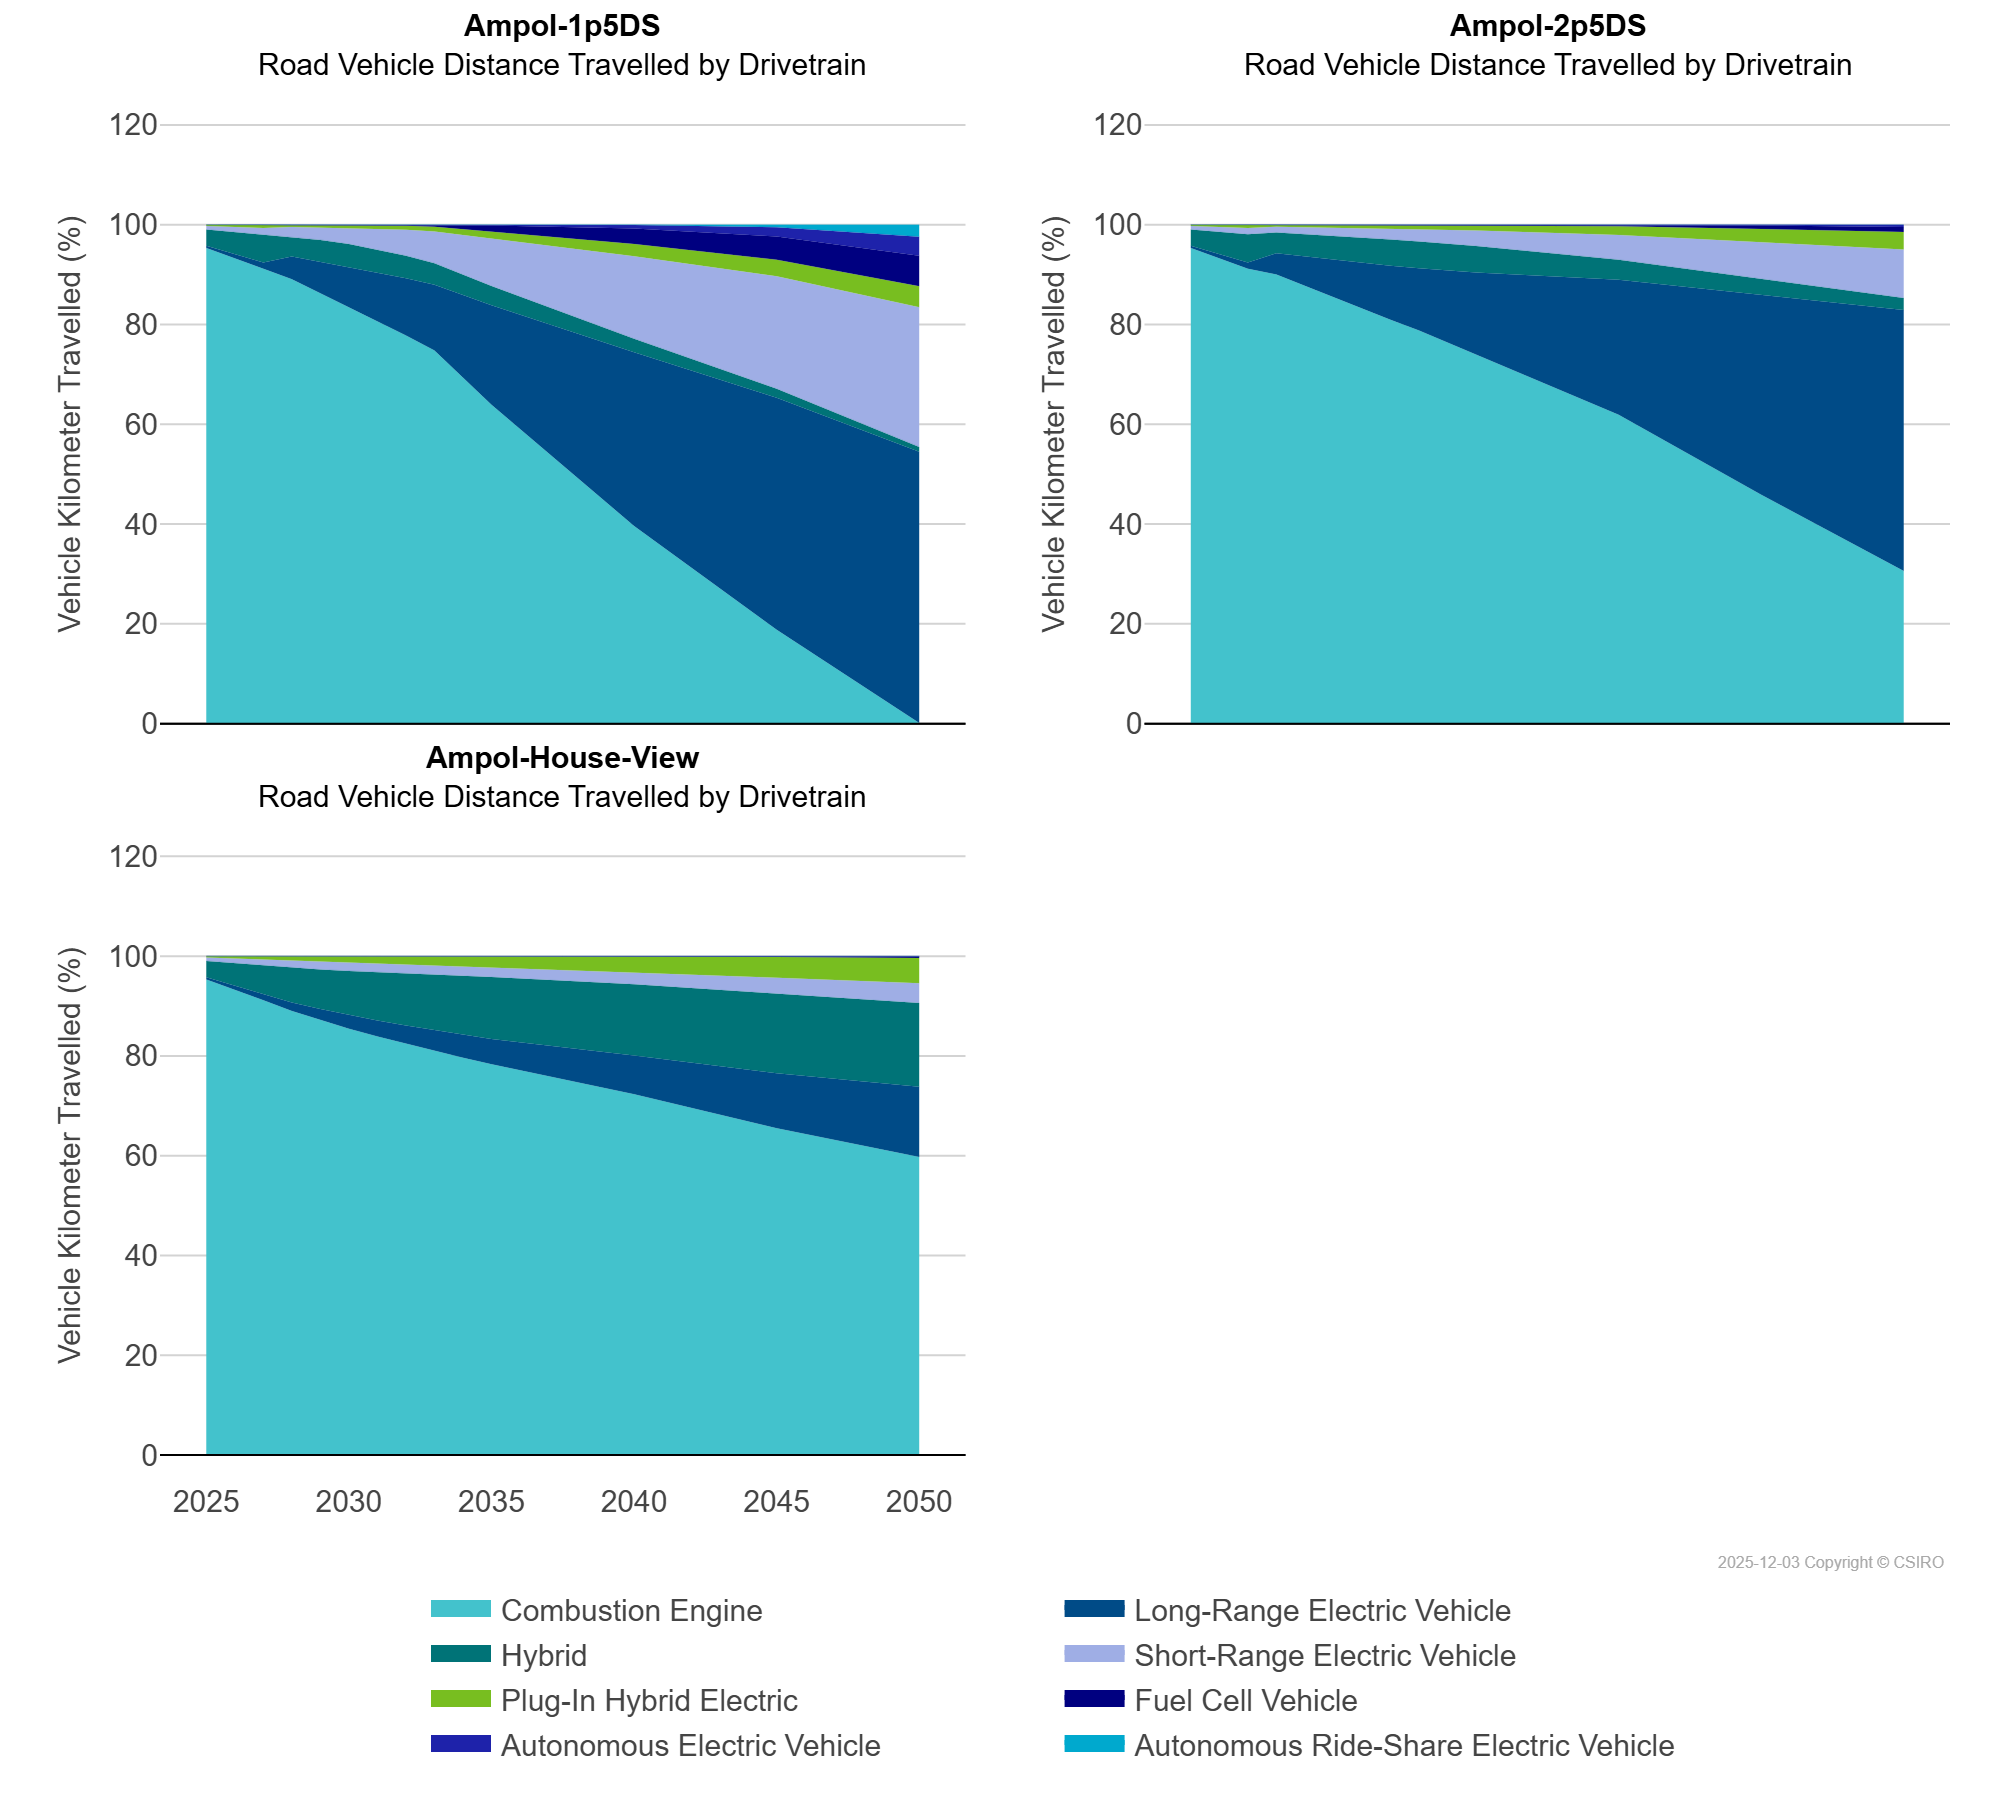 Ampol-1p5DS
Road Vehicle Distance Travelled by Drivetrain
120
100
80
60
40
20
0
Vehicle Kilometer Travelled (%)
Ampol-2p5DS
Road Vehicle Distance Travelled by Drivetrain
120
100
80
60
40
20
0
Vehicle Kilometer Travelled (%)
Ampol-House-View
Road Vehicle Distance Travelled by Drivetrain
120
100
80
60
40
20
0
Vehicle Kilometer Travelled (%)
2025 2030 2035 2040 2045 2050
2025-12-03 Copyright © CSIRO
Combustion Engine
Long-Range Electric Vehicle
Hybrid
Short-Range Electric Vehicle
Plug-In Hybrid Electric
Fuel Cell Vehicle
Autonomous Electric Vehicle
Autonomous Ride-Share Electric Vehicle